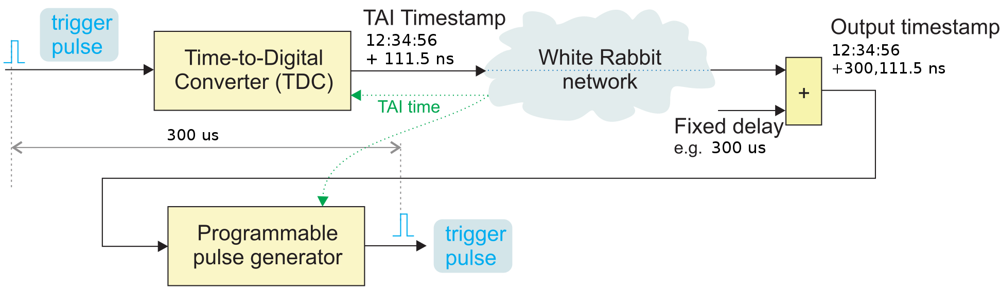 trigger
pulse
Time-to-Digital
Converter (TDC)
TAI Timestamp
12:34:56
+ 111.5 ns
White Rabbit
network
Output timestamp
12:34:56
+300,111.5 ns
+
TAI time
Fixed delay
e.g. 300 us
300 us
Programmable
pulse generator
trigger
pulse